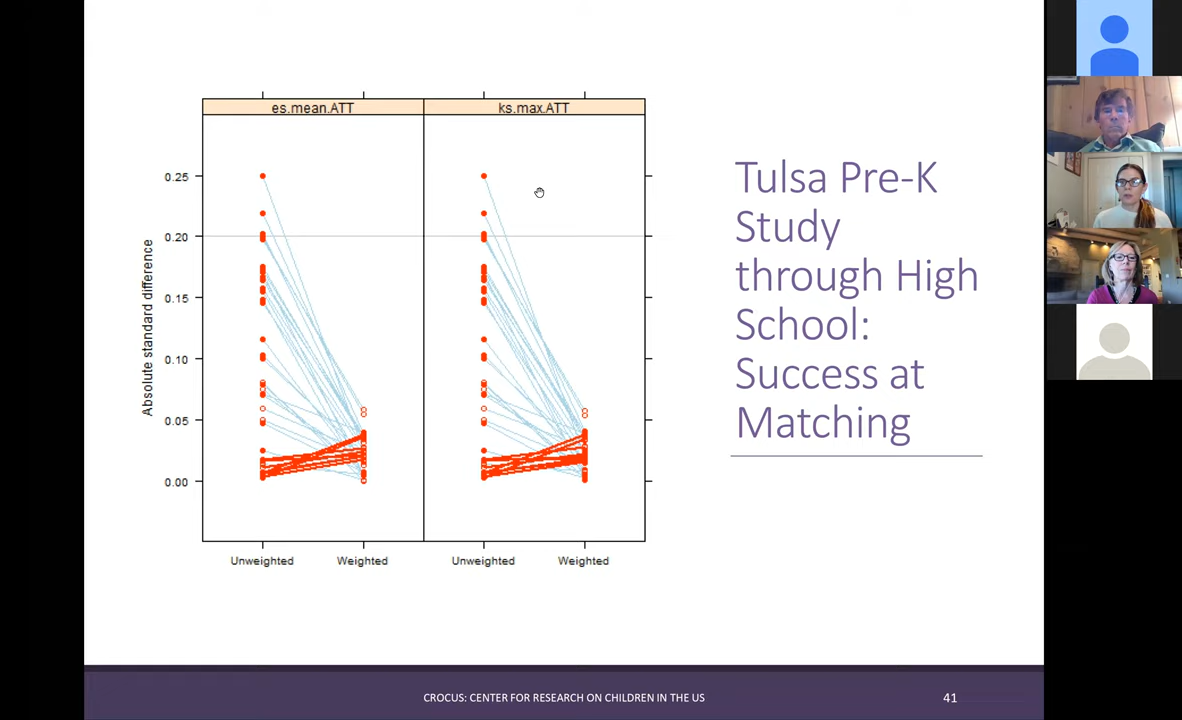 es.mean.ATT
ks.max.ATT
0.25
0.20
0.15
0.10
0.05
0.00
Absolute standard difference
Unweighted
Weighted
Unweighted
Weighted
Tulsa Pre-K
Study
through High
School:
Success at
Matching
CROCUS: CENTER FOR RESEARCH ON CHILDREN IN THE US
41